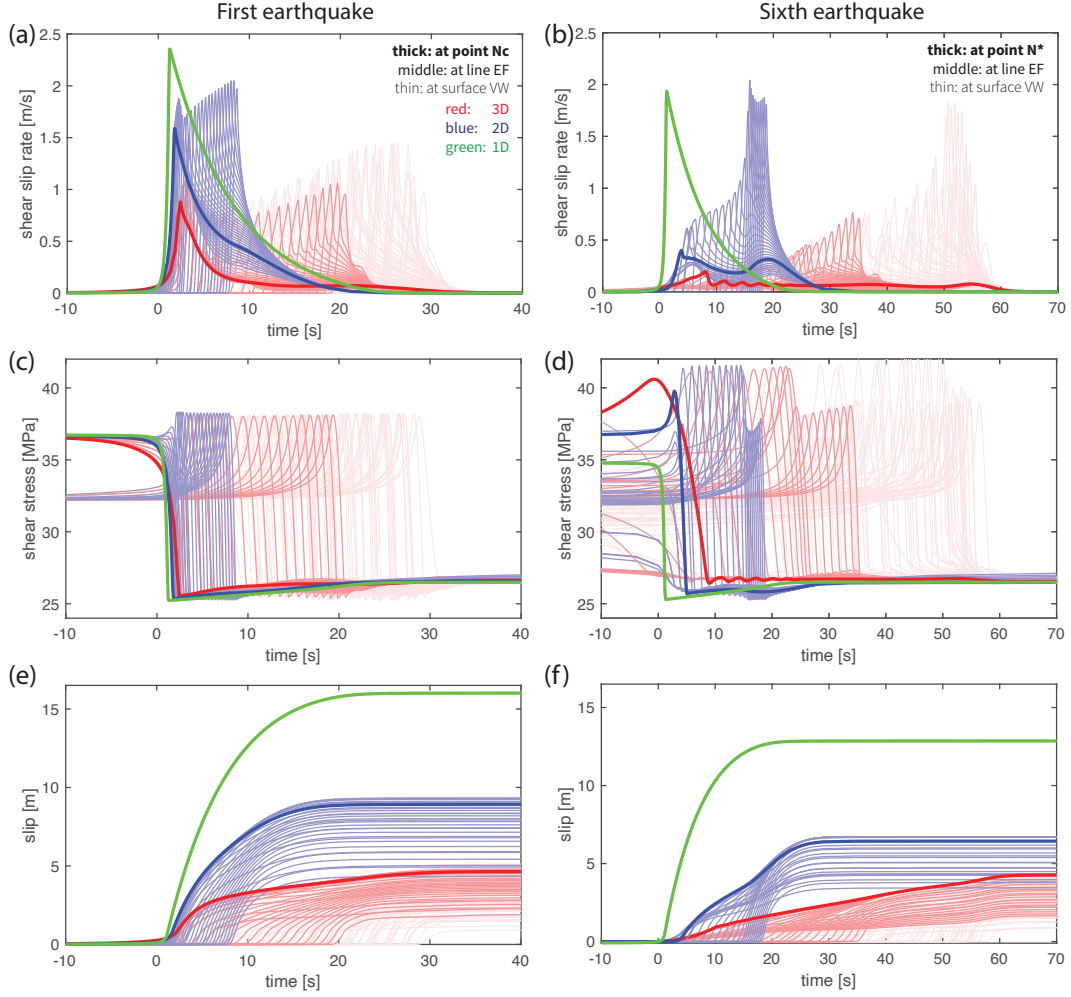 First earthquake
Sixth earthquake
(a)
2.5
2
1.5
1
0.5
0
shear slip rate [m/s]
thick: at point Nc
middle: at line EF
thin: at surface VW
red: 3D
blue: 2D
green: 1D
-10 0 10 20 30 40
time [s]
(b)
2.5
2
1.5
1
0.5
0
shear slip rate [m/s]
thick: at point N*
middle: at line EF
thin: at surface VW
-10 0 10 20 30 40 50 60 70
time [s]
(c)
40
35
30
25
shear stress [MPa]
-10 0 10 20 30 40
time [s]
(d)
40
35
30
25
shear stress [MPa]
-10 0 10 20 30 40 50 60 70
time [s]
(e)
15
10
5
0
slip [m]
-10 0 10 20 30 40
time [s]
(f)
15
10
5
0
slip [m]
-10 0 10 20 30 40 50 60 70
time [s]